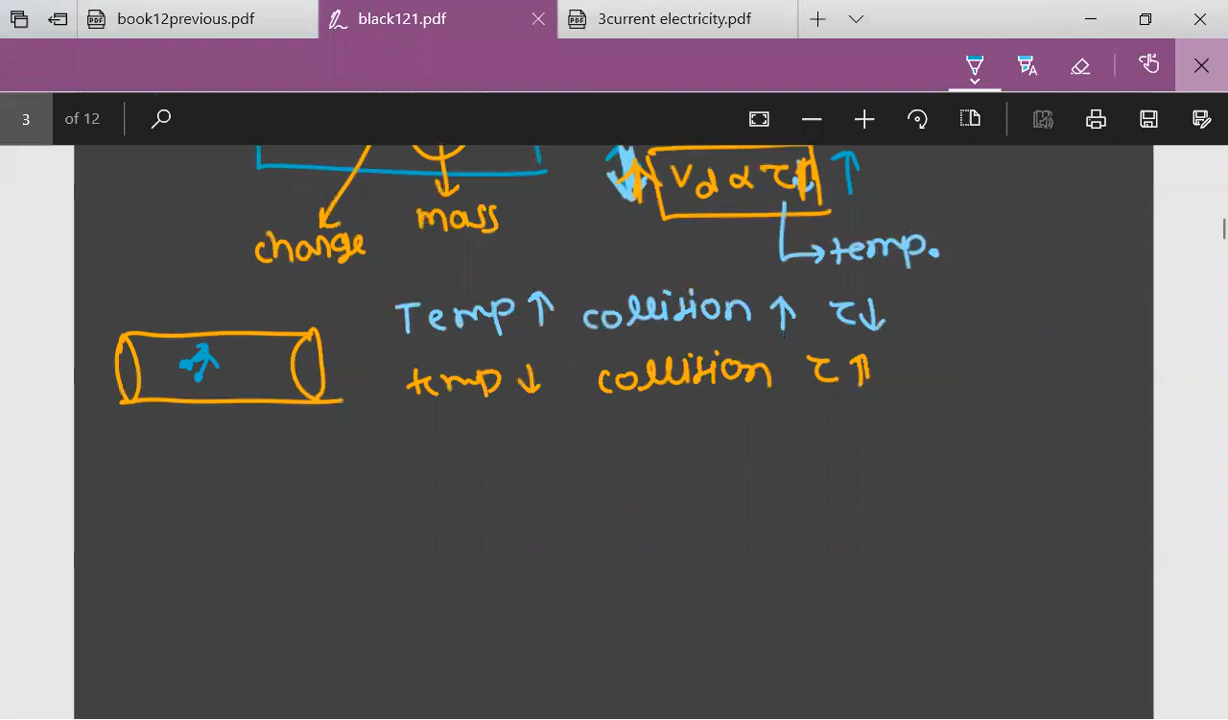 book12previous.pdf
black121.pdf
3current electricity.pdf
3 of 12
Vd α τ
mass
change
temp.
Temp ↑ collision ↑ τ↓
temp ↓ collision τ ↑